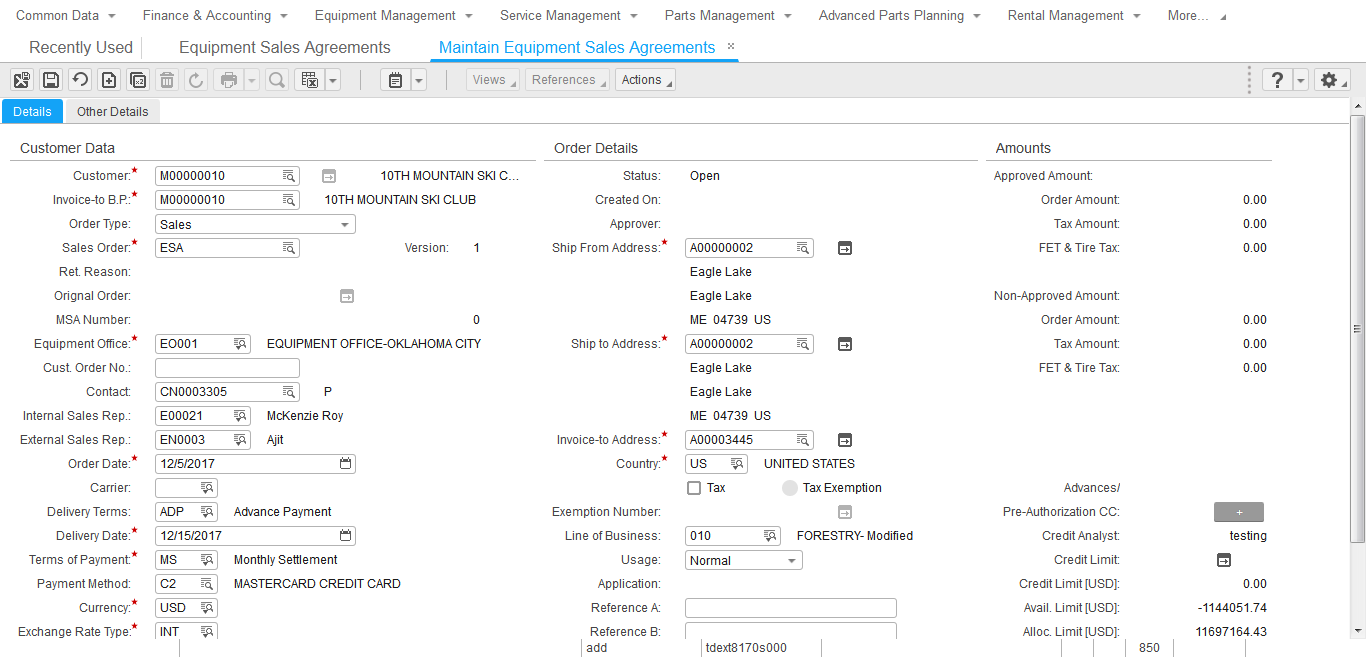 Common Data Finance & Accounting Equipment Management Service Management Parts Management Advanced Parts Planning Rental Management More...
Recently Used Equipment Sales Agreements Maintain Equipment Sales Agreements ×
Views References Actions ?
Details Other Details
Customer Data Order Details Amounts
Customer:* M00000010 10TH MOUNTAIN SKI C... Status: Open Approved Amount:
Invoice-to B.P.:* M00000010 10TH MOUNTAIN SKI CLUB Created On: Order Amount: 0.00
Order Type: Sales Approver: Tax Amount: 0.00
Sales Order:* ESA Version: 1 Ship From Address:* A00000002 FET & Tire Tax: 0.00
Ret. Reason: Eagle Lake
Orignal Order: Eagle Lake Non-Approved Amount:
MSA Number: 0 ME 04739 US Order Amount: 0.00
Equipment Office:* EO001 EQUIPMENT OFFICE-OKLAHOMA CITY Ship to Address:* A00000002 Tax Amount: 0.00
Cust. Order No.: Eagle Lake FET & Tire Tax: 0.00
Contact: CN0003305 P Eagle Lake
Internal Sales Rep.: E00021 McKenzie Roy ME 04739 US
External Sales Rep.: EN0003 Ajit Invoice-to Address:* A00003445
Order Date:* 12/5/2017 Country:* US UNITED STATES
Carrier: Tax Tax Exemption Advances/
Delivery Terms: ADP Advance Payment Exemption Number: Pre-Authorization CC: +
Delivery Date:* 12/15/2017 Line of Business: 010 FORESTRY- Modified Credit Analyst: testing
Terms of Payment:* MS Monthly Settlement Usage: Normal Credit Limit:
Payment Method: C2 MASTERCARD CREDIT CARD Application: Credit Limit [USD]: 0.00
Currency:* USD Reference A: Avail. Limit [USD]: -1144051.74
Exchange Rate Type:* INT Reference B: Alloc. Limit [USD]: 11697164.43
add tdext8170s000 850